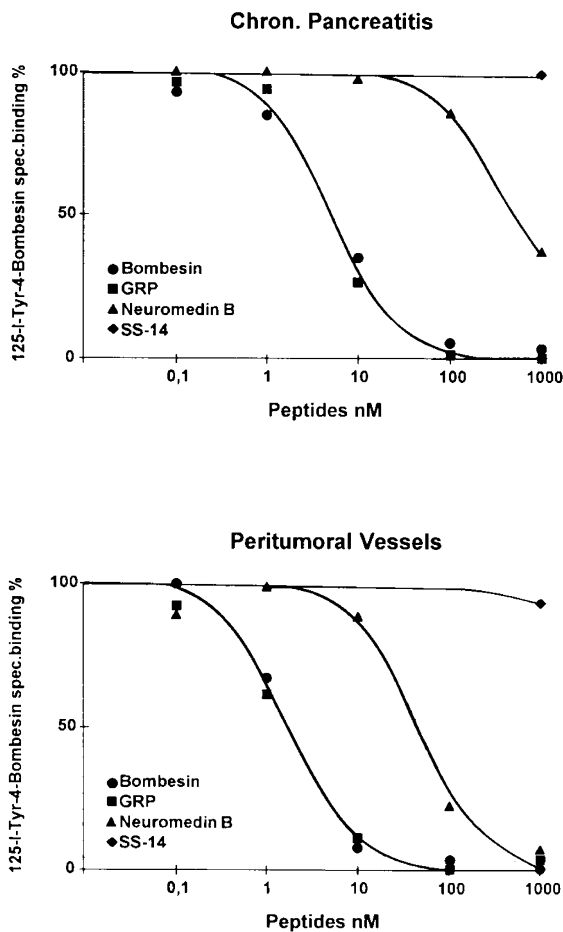 Chron. Pancreatitis
125-I-Tyr-4-Bombesin spec.binding %
100
50
0
Bombesin
GRP
Neuromedin B
SS-14
0,1 1 10 100 1000
Peptides nM
Peritumoral Vessels
125-I-Tyr-4-Bombesin spec.binding %
100
50
0
Bombesin
GRP
Neuromedin B
SS-14
0,1 1 10 100 1000
Peptides nM